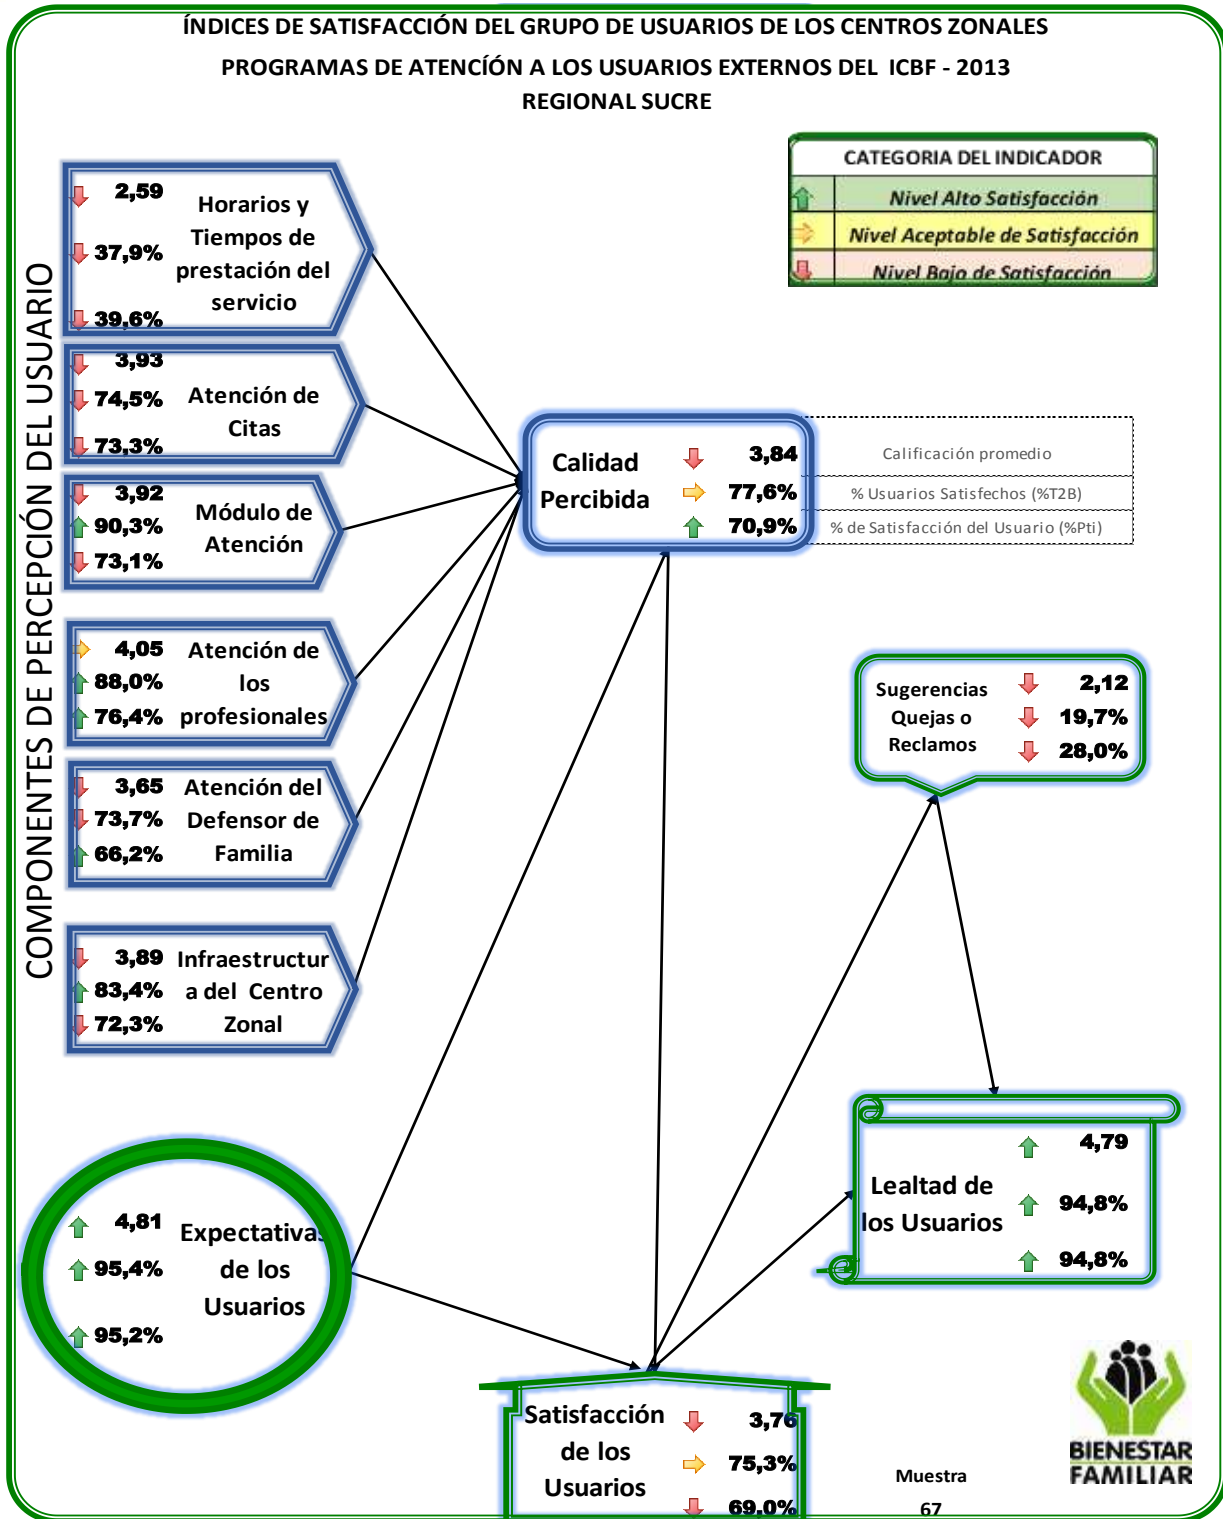 ÍNDICES DE SATISFACCIÓN DEL GRUPO DE USUARIOS DE LOS CENTROS ZONALES
PROGRAMAS DE ATENCÍÓN A LOS USUARIOS EXTERNOS DEL ICBF - 2013
REGIONAL SUCRE
CATEGORIA DEL INDICADOR
Nivel Alto Satisfacción
Nivel Aceptable de Satisfacción
Nivel Bajo de Satisfacción
COMPONENTES DE PERCEPCIÓN DEL USUARIO
2,59
37,9%
39,6%
Horarios y
Tiempos de
prestación del
servicio
3,93
74,5%
73,3%
Atención de
Citas
3,92
90,3%
73,1%
Módulo de
Atención
4,05
88,0%
76,4%
Atención de
los
profesionales
3,65
73,7%
66,2%
Atención del
Defensor de
Familia
3,89
83,4%
72,3%
Infraestructur
a del Centro
Zonal
Calidad
Percibida
3,84
77,6%
70,9%
Calificación promedio
% Usuarios Satisfechos (%T2B)
% de Satisfacción del Usuario (%Pti)
Sugerencias
Quejas o
Reclamos
2,12
19,7%
28,0%
4,81
95,4%
95,2%
Expectativas
de los
Usuarios
Lealtad de
los Usuarios
4,79
94,8%
94,8%
Satisfacción
de los
Usuarios
3,76
75,3%
69,0%
Muestra
67
BIENESTAR
FAMILIAR